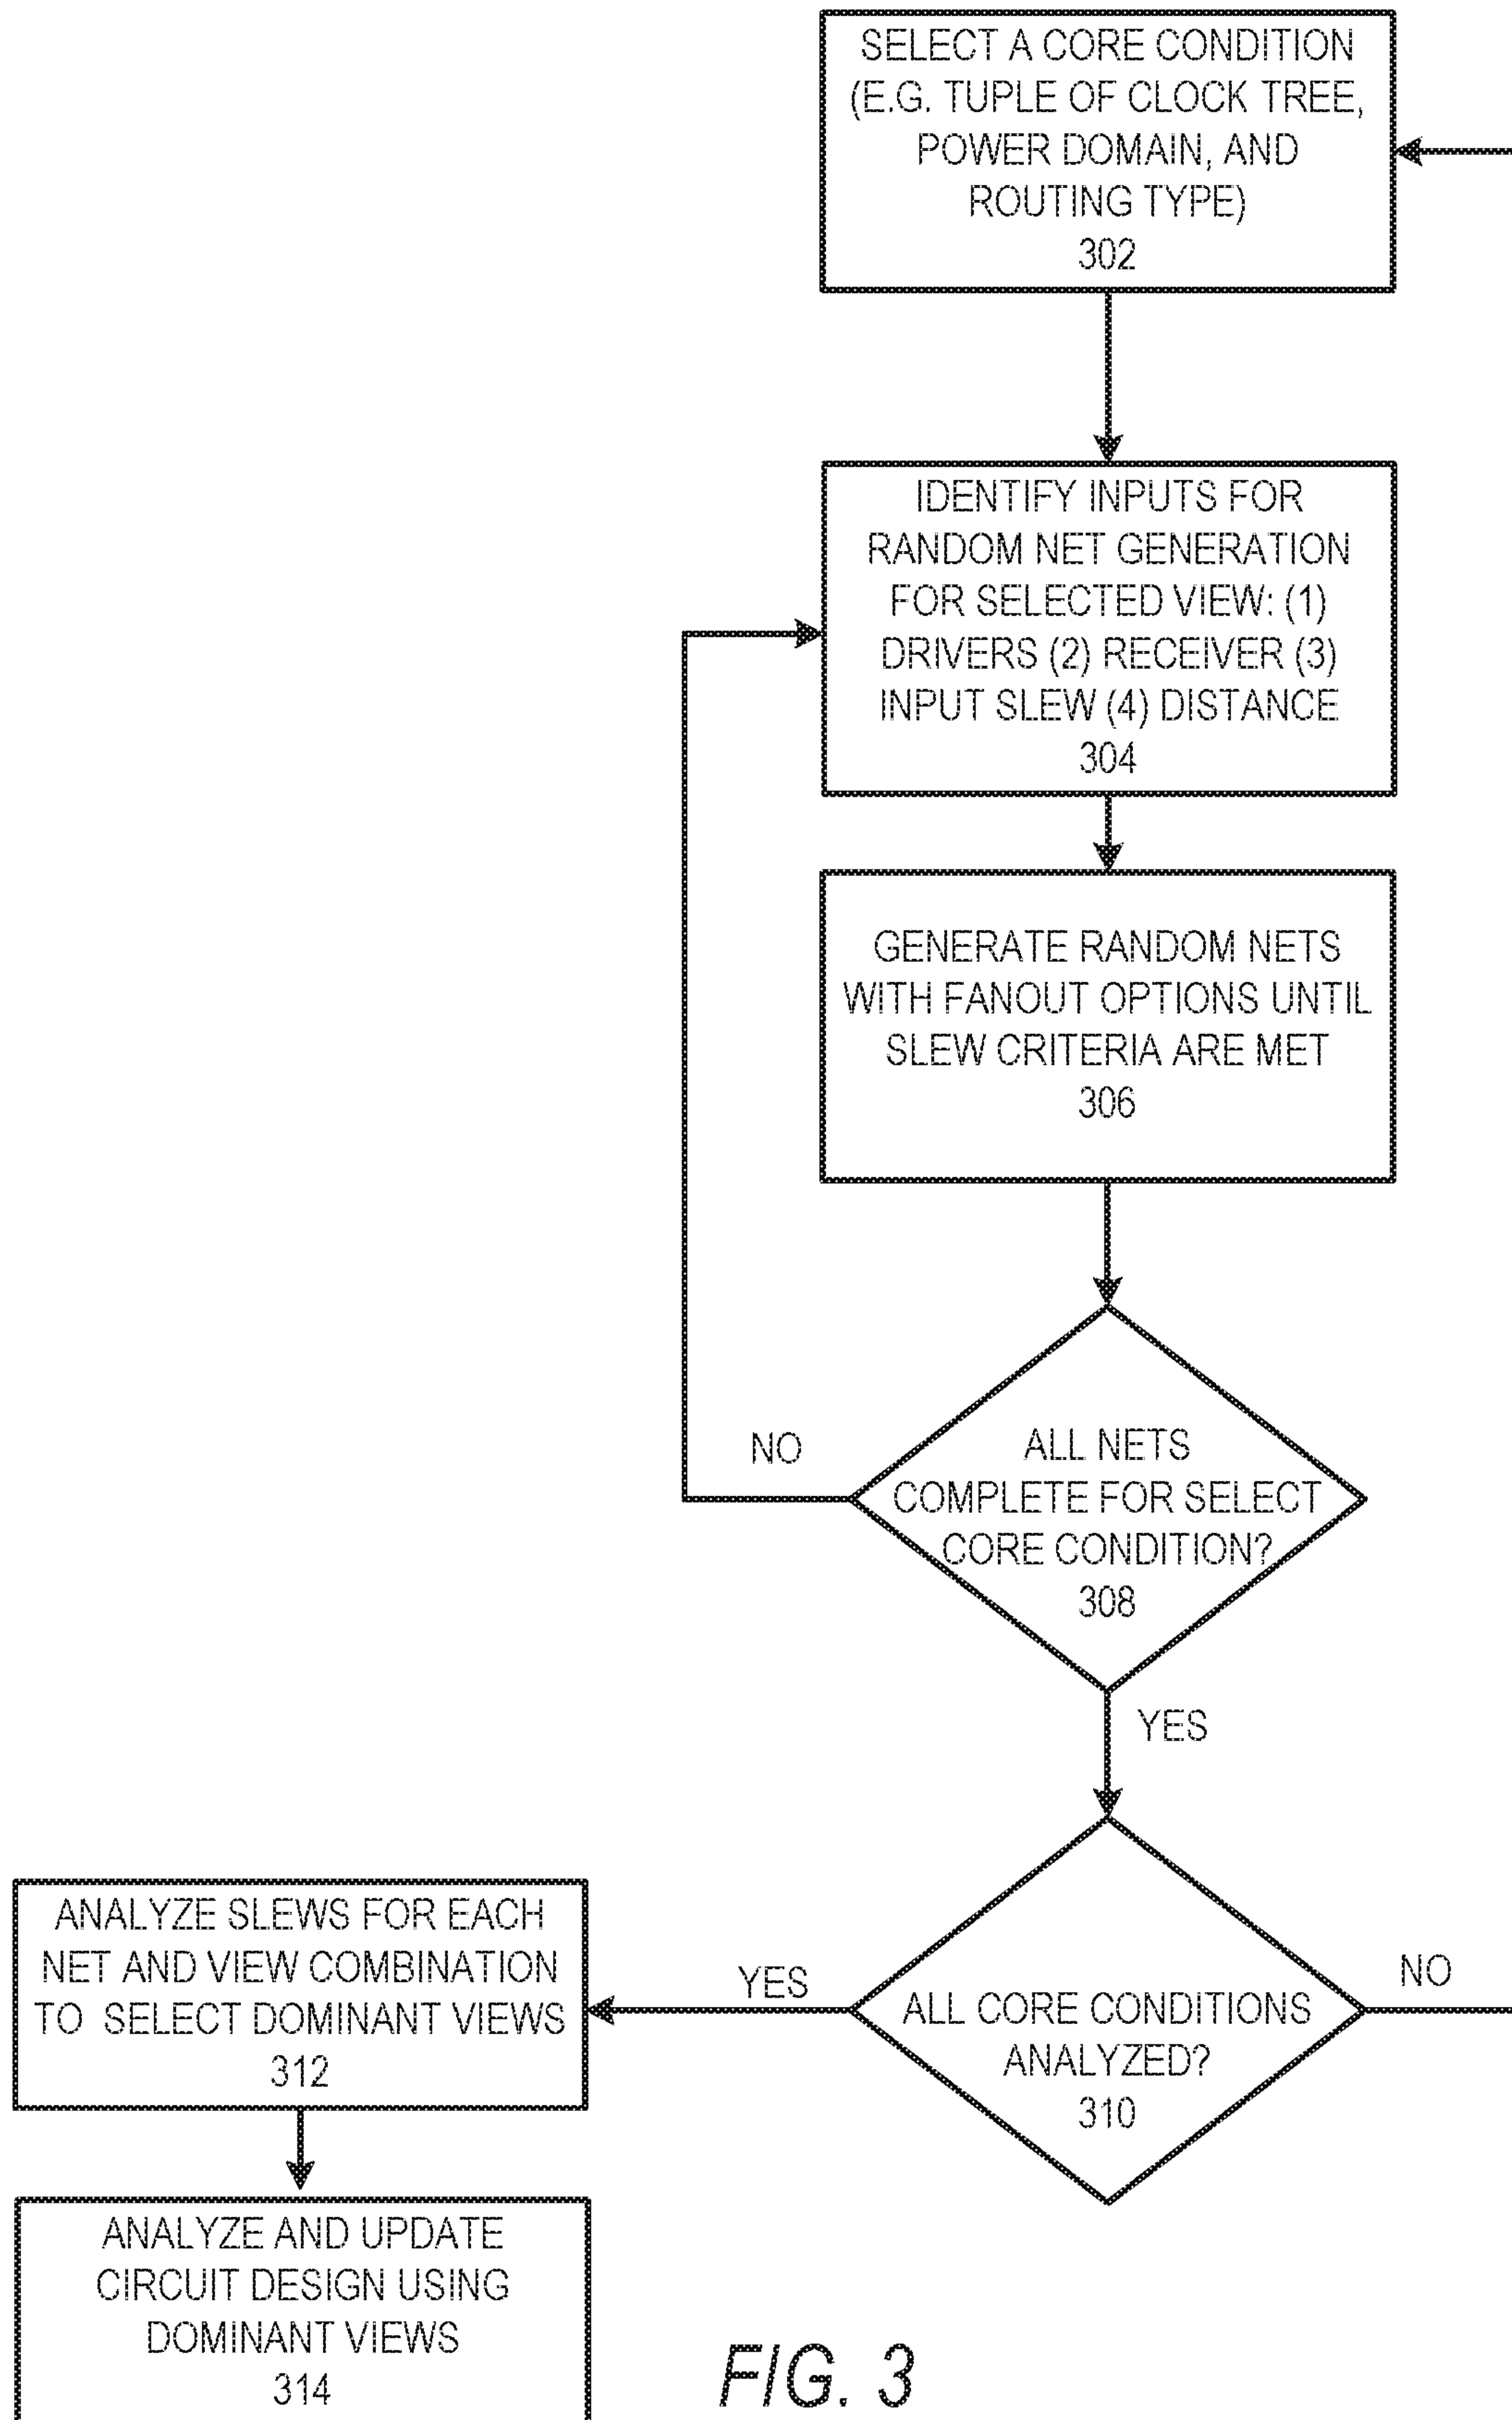 SELECT A CORE CONDITION
(E.G. TUPLE OF CLOCK TREE,
POWER DOMAIN, AND
ROUTING TYPE)
302
IDENTIFY INPUTS FOR
RANDOM NET GENERATION
FOR SELECTED VIEW: (1)
DRIVERS (2) RECEIVER (3)
INPUT SLEW (4) DISTANCE
304
GENERATE RANDOM NETS
WITH FANOUT OPTIONS UNTIL
SLEW CRITERIA ARE MET
306
NO
ALL NETS
COMPLETE FOR SELECT
CORE CONDITION?
308
YES
ALL CORE CONDITIONS
ANALYZED?
310
NO
YES
ANALYZE SLEWS FOR EACH
NET AND VIEW COMBINATION
TO SELECT DOMINANT VIEWS
312
ANALYZE AND UPDATE
CIRCUIT DESIGN USING
DOMINANT VIEWS
314
FIG. 3